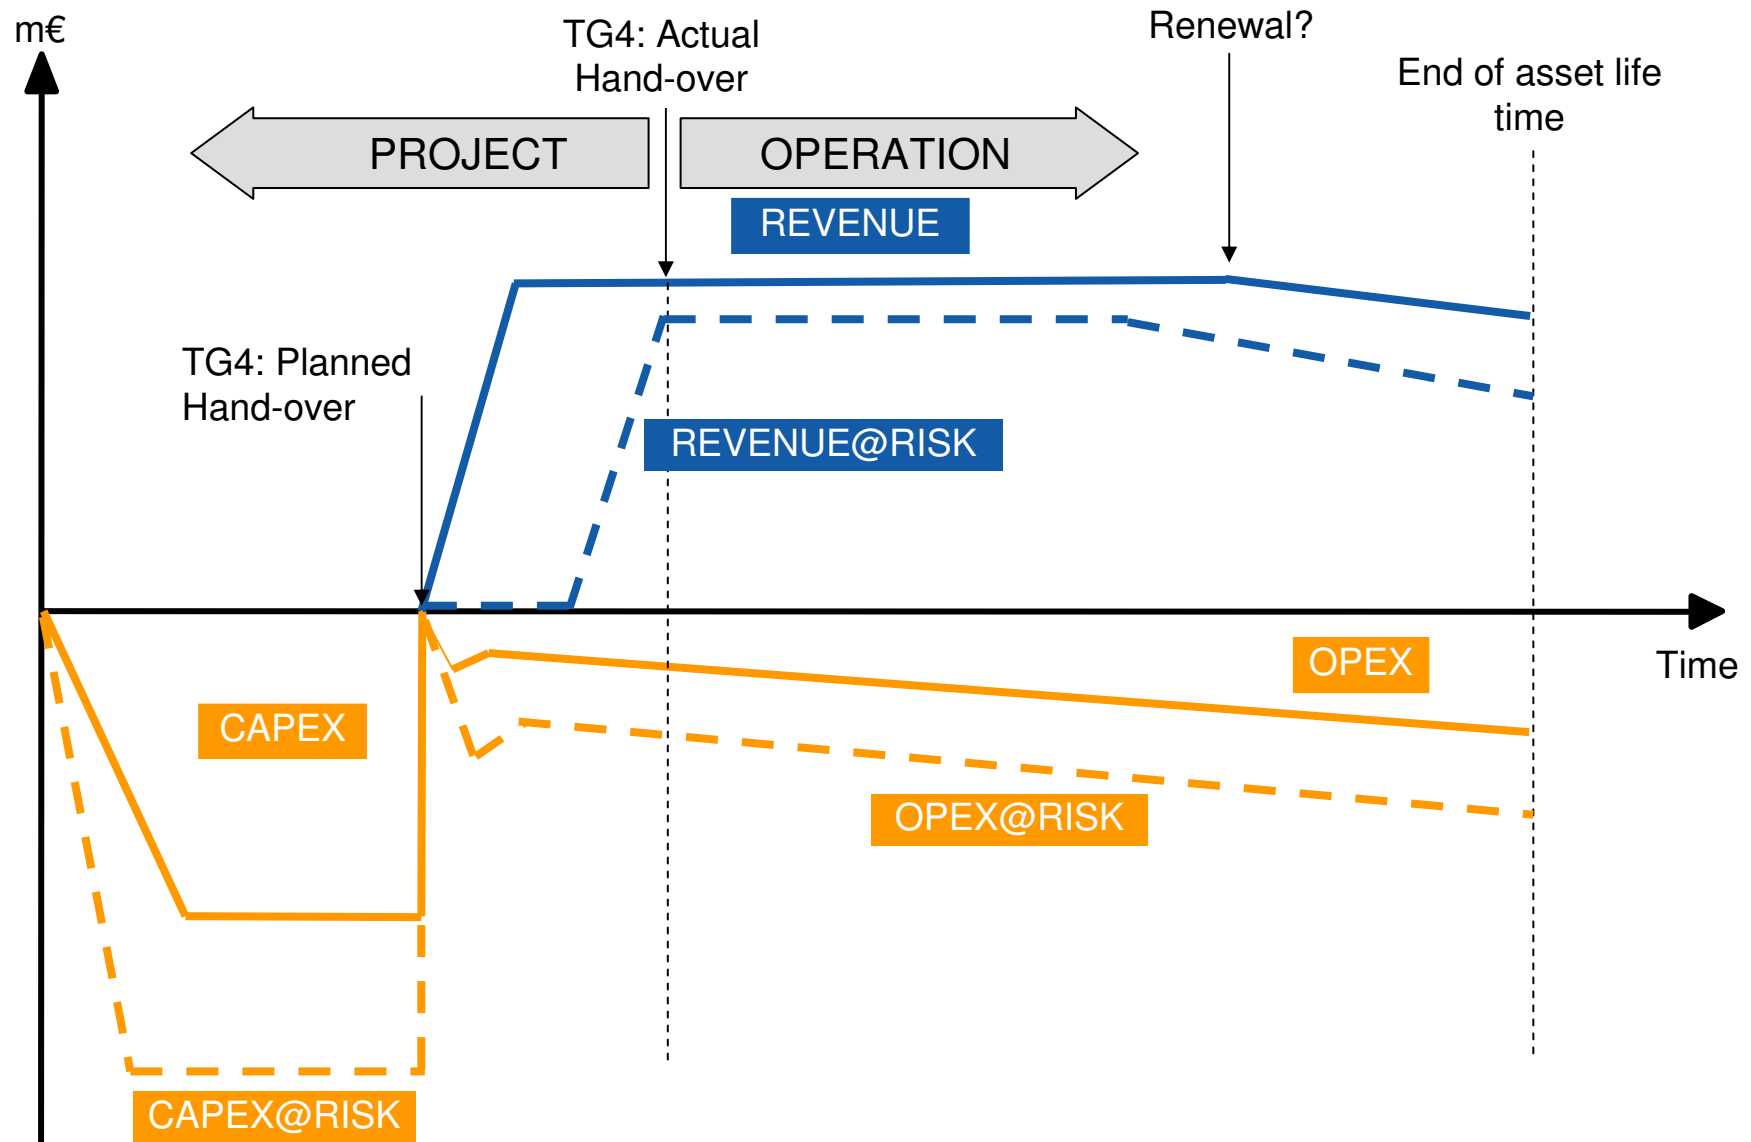 m€
TG4: Actual
Hand-over
Renewal?
End of asset life
time
PROJECT
OPERATION
REVENUE
TG4: Planned
Hand-over
REVENUE@RISK
OPEX
Time
CAPEX
OPEX@RISK
CAPEX@RISK